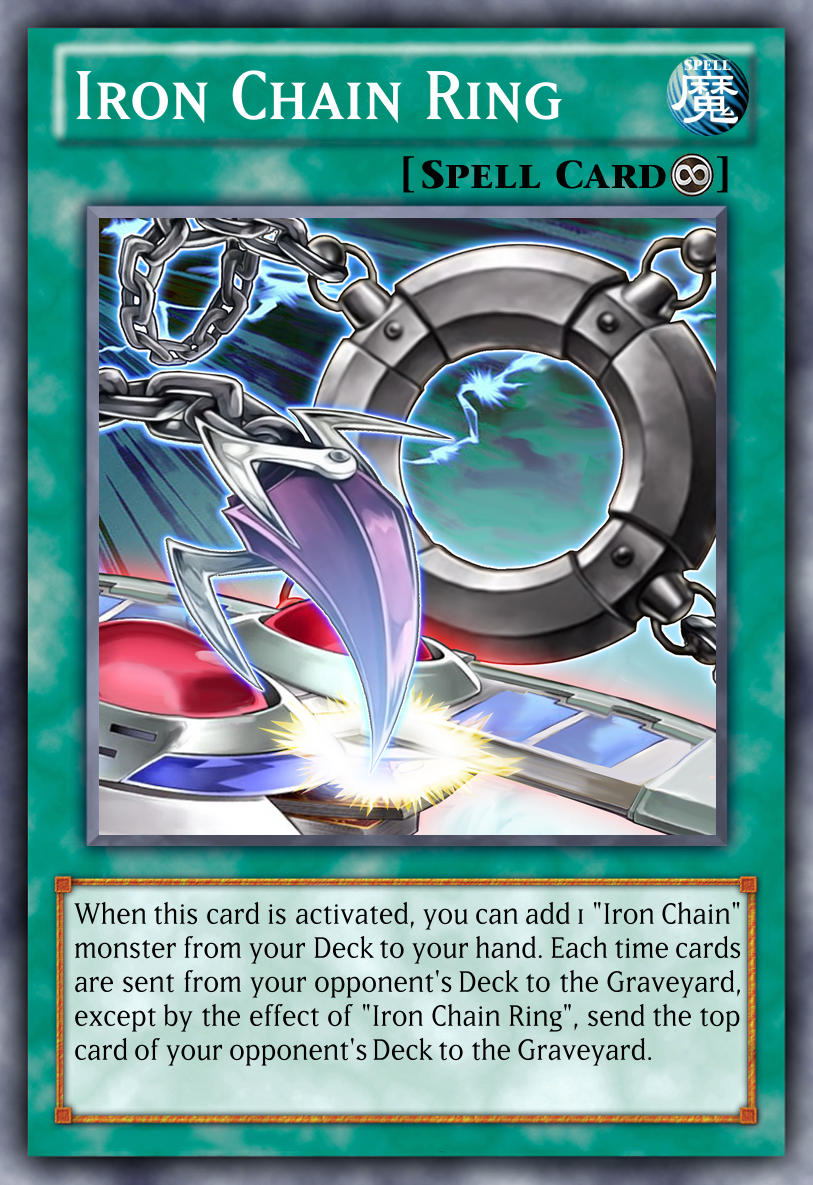 Iron Chain Ring
SPELL
魔
[Spell Card♾]
When this card is activated, you can add 1 "Iron Chain"
monster from your Deck to your hand. Each time cards
are sent from your opponent's Deck to the Graveyard,
except by the effect of "Iron Chain Ring", send the top
card of your opponent's Deck to the Graveyard.